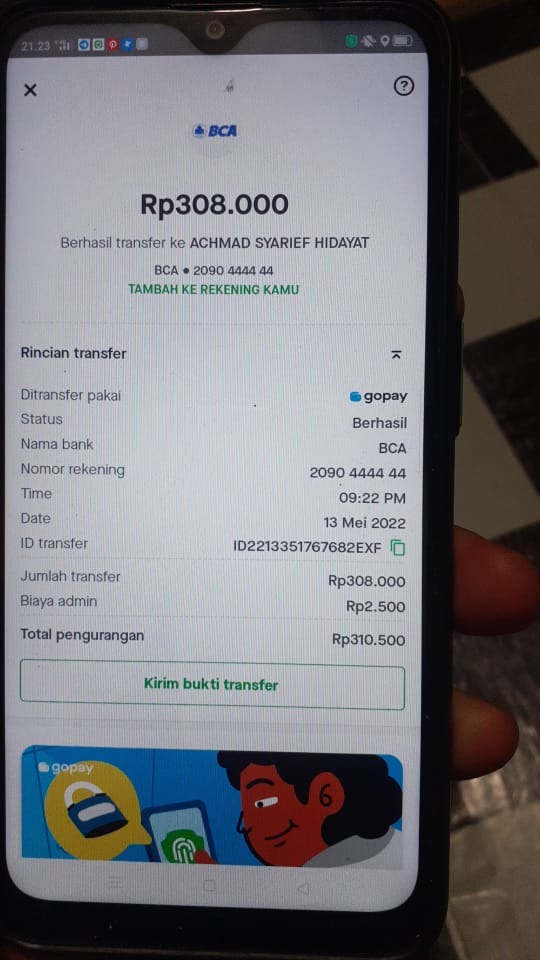 21.23
BCA
Rp308.000
Berhasil transfer ke ACHMAD SYARIEF HIDAYAT
BCA ● 2090 4444 44
TAMBAH KE REKENING KAMU
Rincian transfer
Ditransfer pakai gopay
Status Berhasil
Nama bank BCA
Nomor rekening 2090 4444 44
Time 09:22 PM
Date 13 Mei 2022
ID transfer ID2213351767682EXF
Jumlah transfer Rp308.000
Biaya admin Rp2.500
Total pengurangan Rp310.500
Kirim bukti transfer
gopay